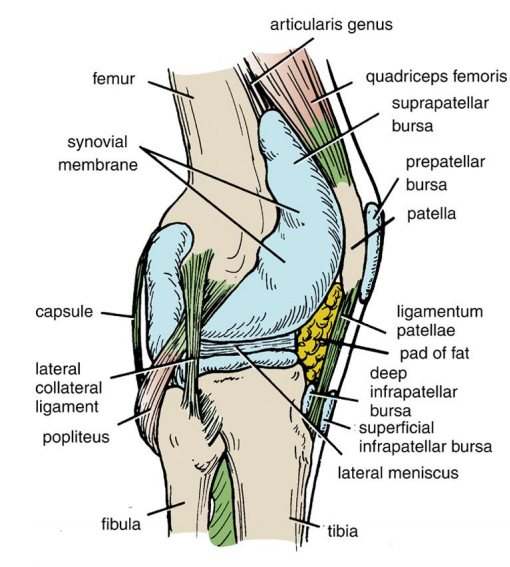 articularis genus
femur
quadriceps femoris
suprapatellar
bursa
synovial
membrane
prepatellar
bursa
patella
capsule
ligamentum
patellae
pad of fat
lateral
collateral
ligament
deep
infrapatellar
bursa
popliteus
superficial
infrapatellar bursa
lateral meniscus
fibula
tibia